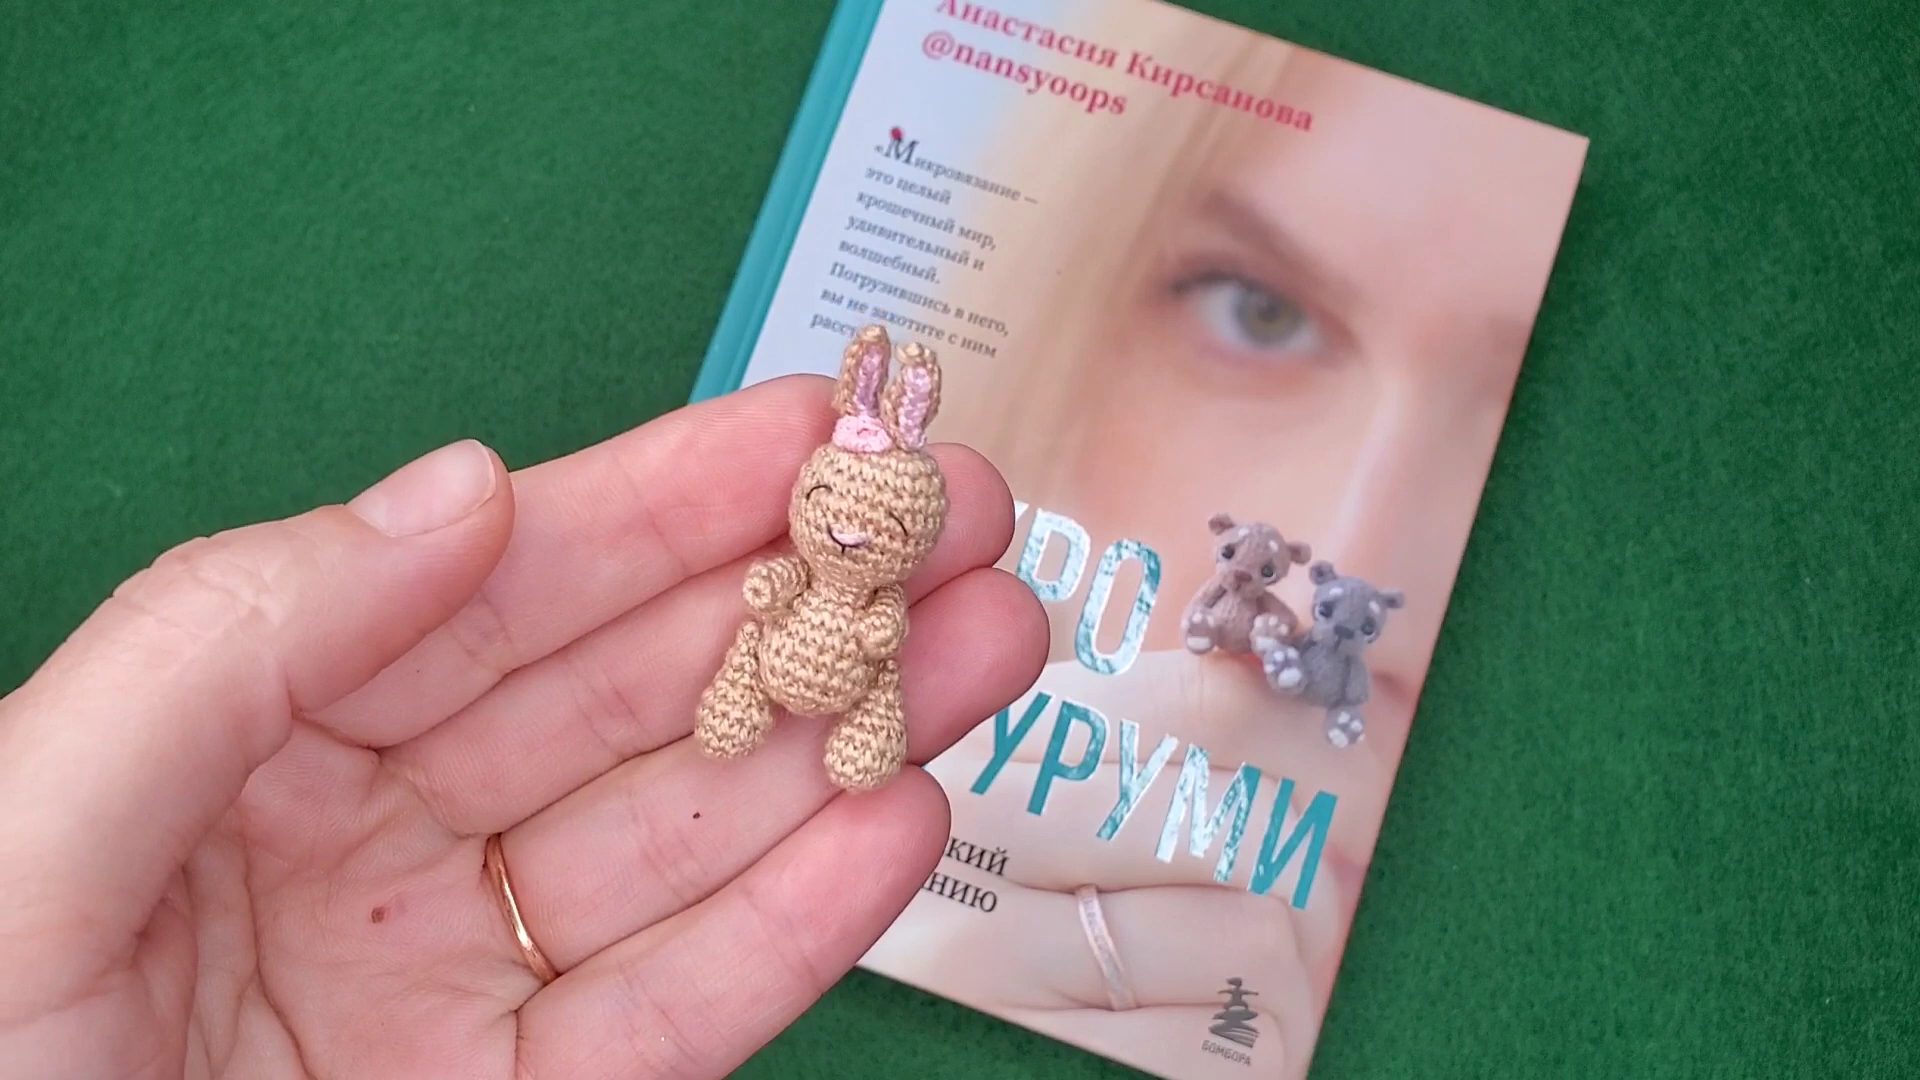 Анастасия Кирсанова
@nansyoops
«Микровязание —
это целый
крошечный мир,
удивительный и
волшебный.
Погрузившись в него,
вы не захотите с ним
расст
РО
УРУМИ
кий
нию
БОМБОРА